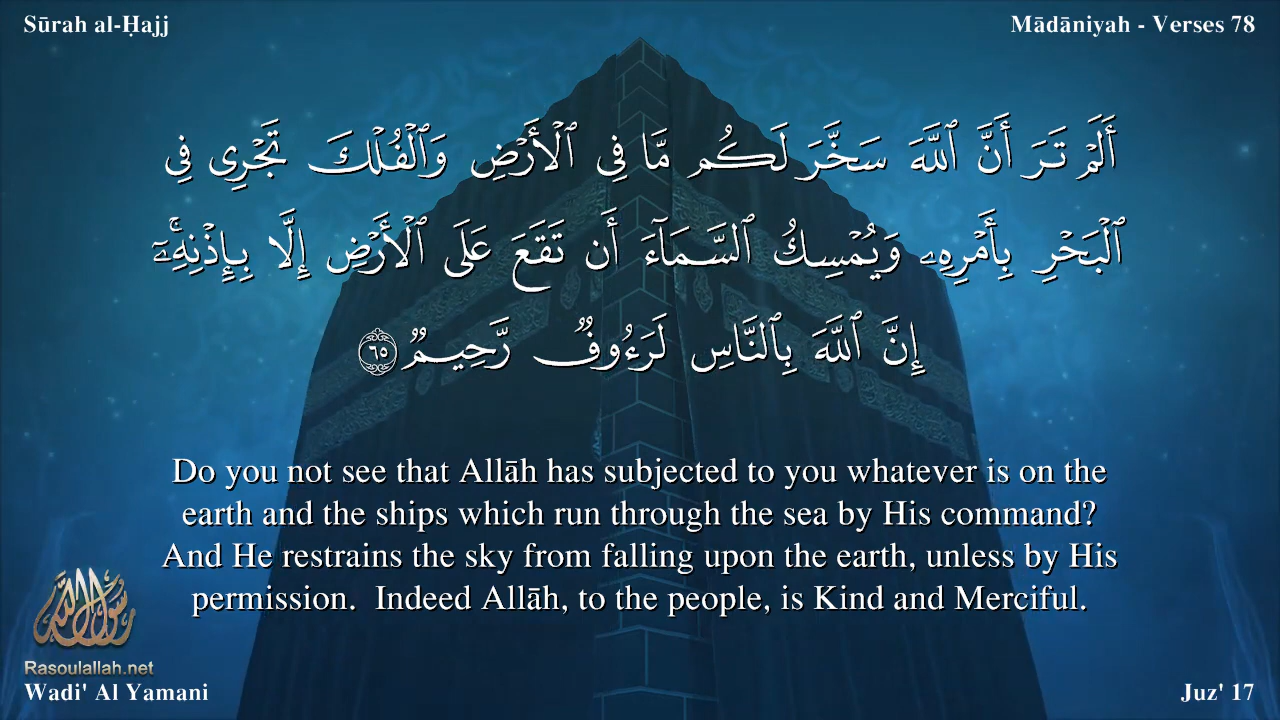 Sūrah al-Ḥajj
Mādāniyah - Verses 78
أَلَمْ تَرَ أَنَّ ٱللَّهَ سَخَّرَ لَكُم مَّا فِى ٱلْأَرْضِ وَٱلْفُلْكَ تَجْرِى فِى
ٱلْبَحْرِ بِأَمْرِهِۦ وَيُمْسِكُ ٱلسَّمَآءَ أَن تَقَعَ عَلَى ٱلْأَرْضِ إِلَّا بِإِذْنِهِۦٓ ۗ
إِنَّ ٱللَّهَ بِٱلنَّاسِ لَرَءُوفٌ رَّحِيمٌ ٦٥
Do you not see that Allāh has subjected to you whatever is on the
earth and the ships which run through the sea by His command?
And He restrains the sky from falling upon the earth, unless by His
permission.  Indeed Allāh, to the people, is Kind and Merciful.
رسول الله
Rasoulallah.net
Wadi' Al Yamani
Juz' 17